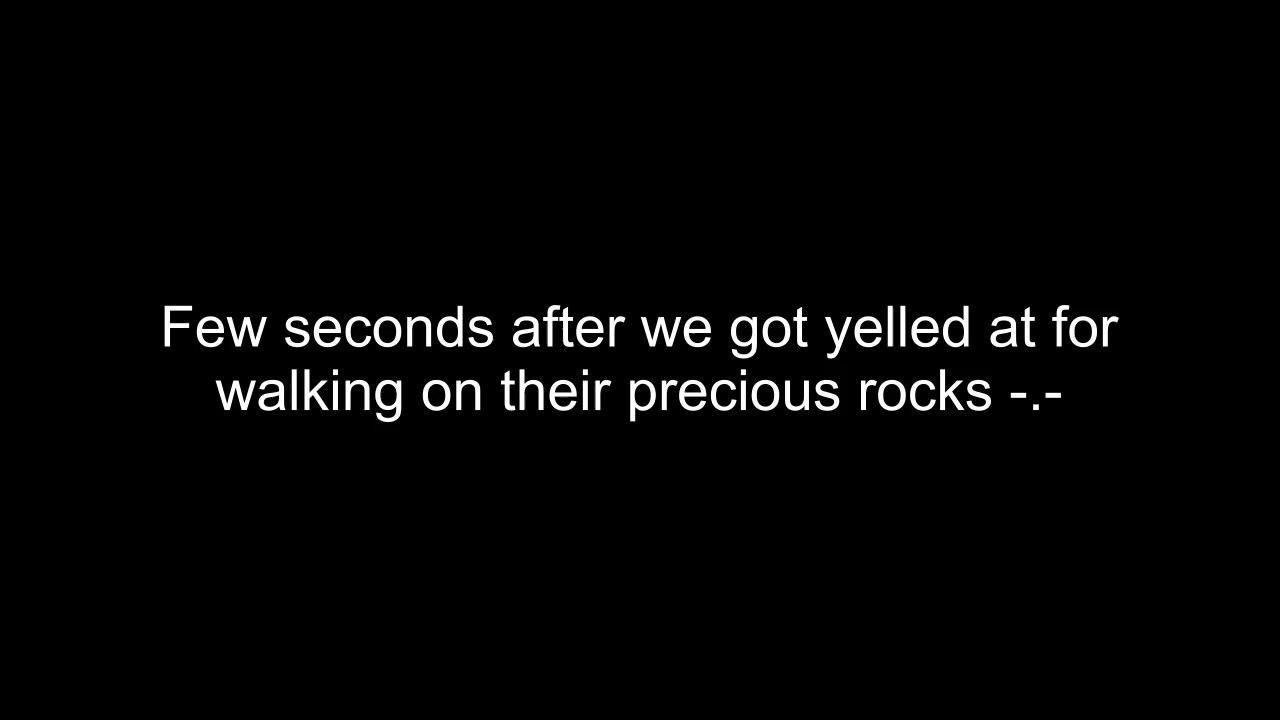 Few seconds after we got yelled at for
walking on their precious rocks -.-